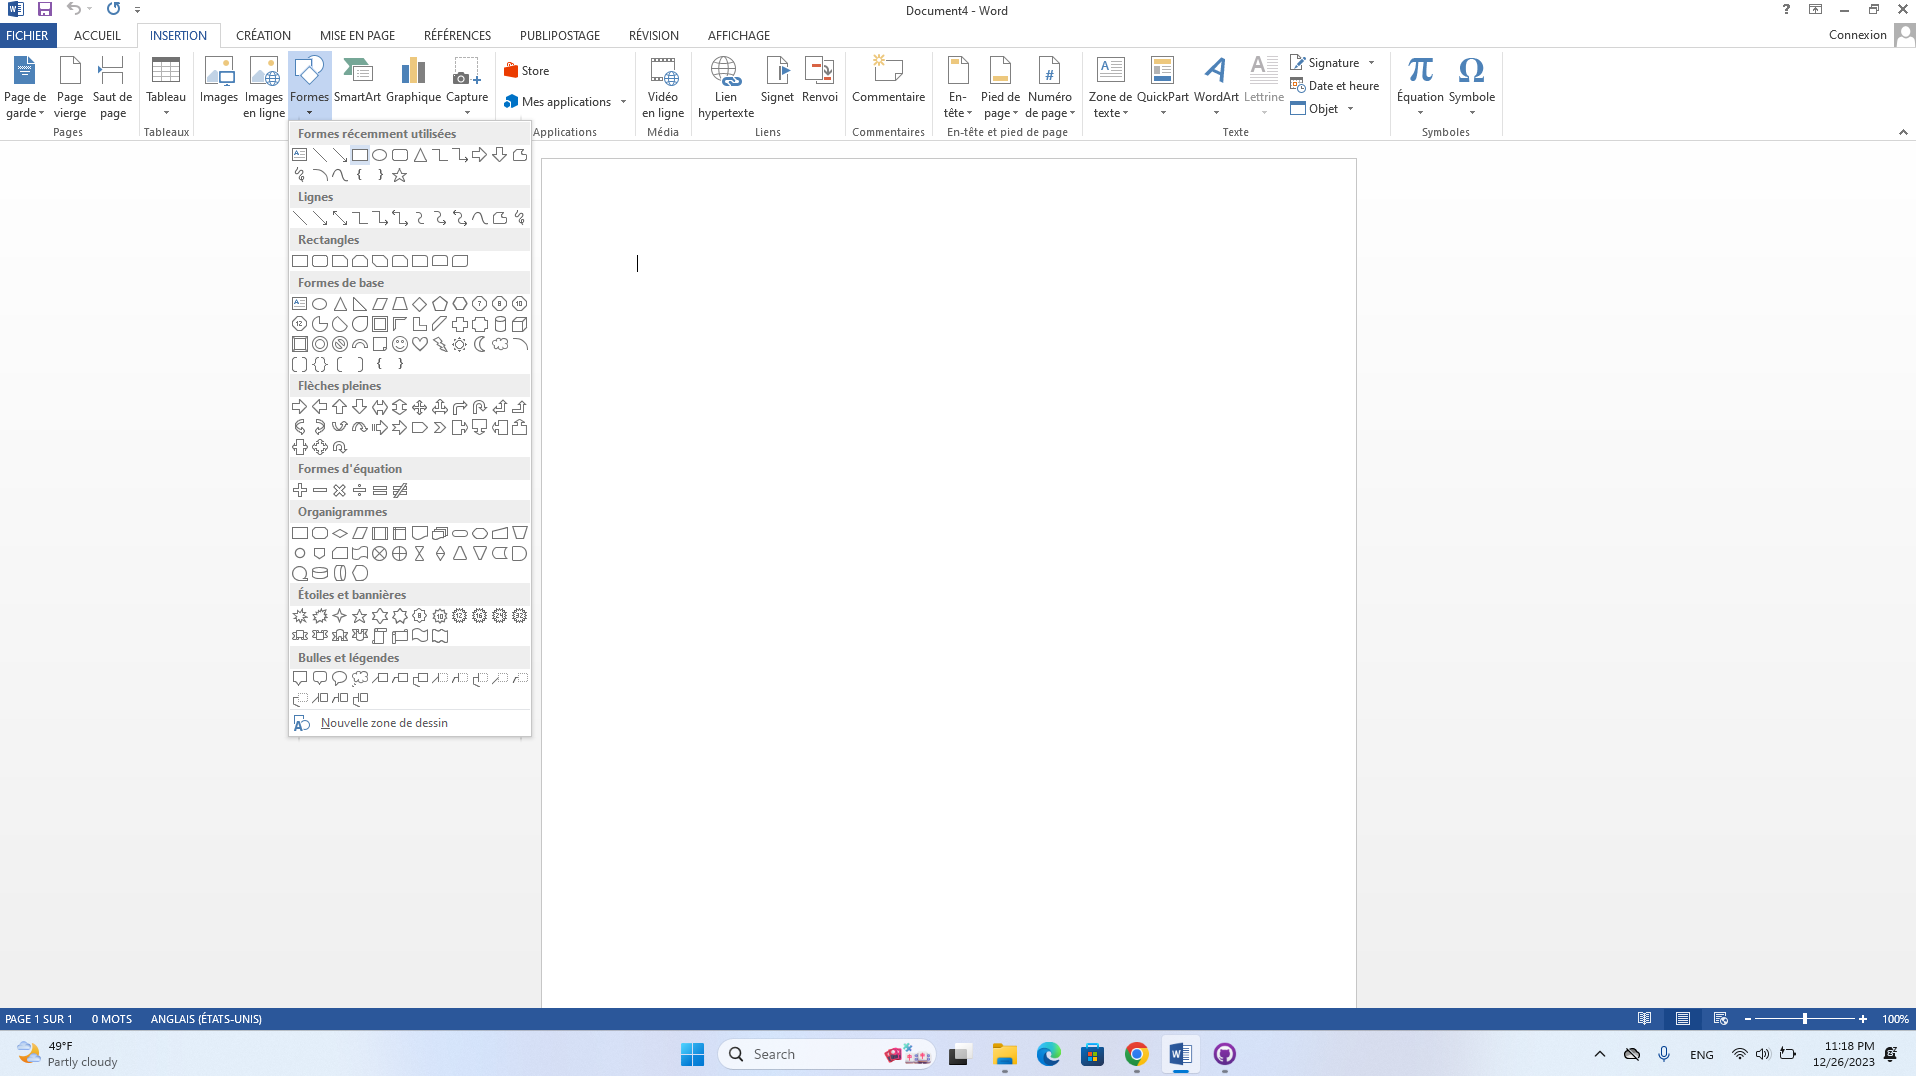 Document4 - Word
FICHIER ACCUEIL INSERTION CRÉATION MISE EN PAGE RÉFÉRENCES PUBLIPOSTAGE RÉVISION AFFICHAGE Connexion
Page de garde
Page vierge
Saut de page
Pages
Tableau
Tableaux
Images
Images en ligne
Formes
SmartArt
Graphique
Capture
Store
Mes applications
Applications
Vidéo en ligne
Média
Lien hypertexte
Signet
Renvoi
Liens
Commentaire
Commentaires
En-tête
Pied de page
Numéro de page
En-tête et pied de page
Zone de texte
QuickPart
WordArt
Lettrine
Signature
Date et heure
Objet
Texte
Équation
Symbole
Symboles
Formes récemment utilisées
Lignes
Rectangles
Formes de base
Flèches pleines
Formes d'équation
Organigrammes
Étoiles et bannières
Bulles et légendes
Nouvelle zone de dessin
PAGE 1 SUR 1 0 MOTS ANGLAIS (ÉTATS-UNIS) 100%
49°F
Partly cloudy
Search
ENG
11:18 PM
12/26/2023